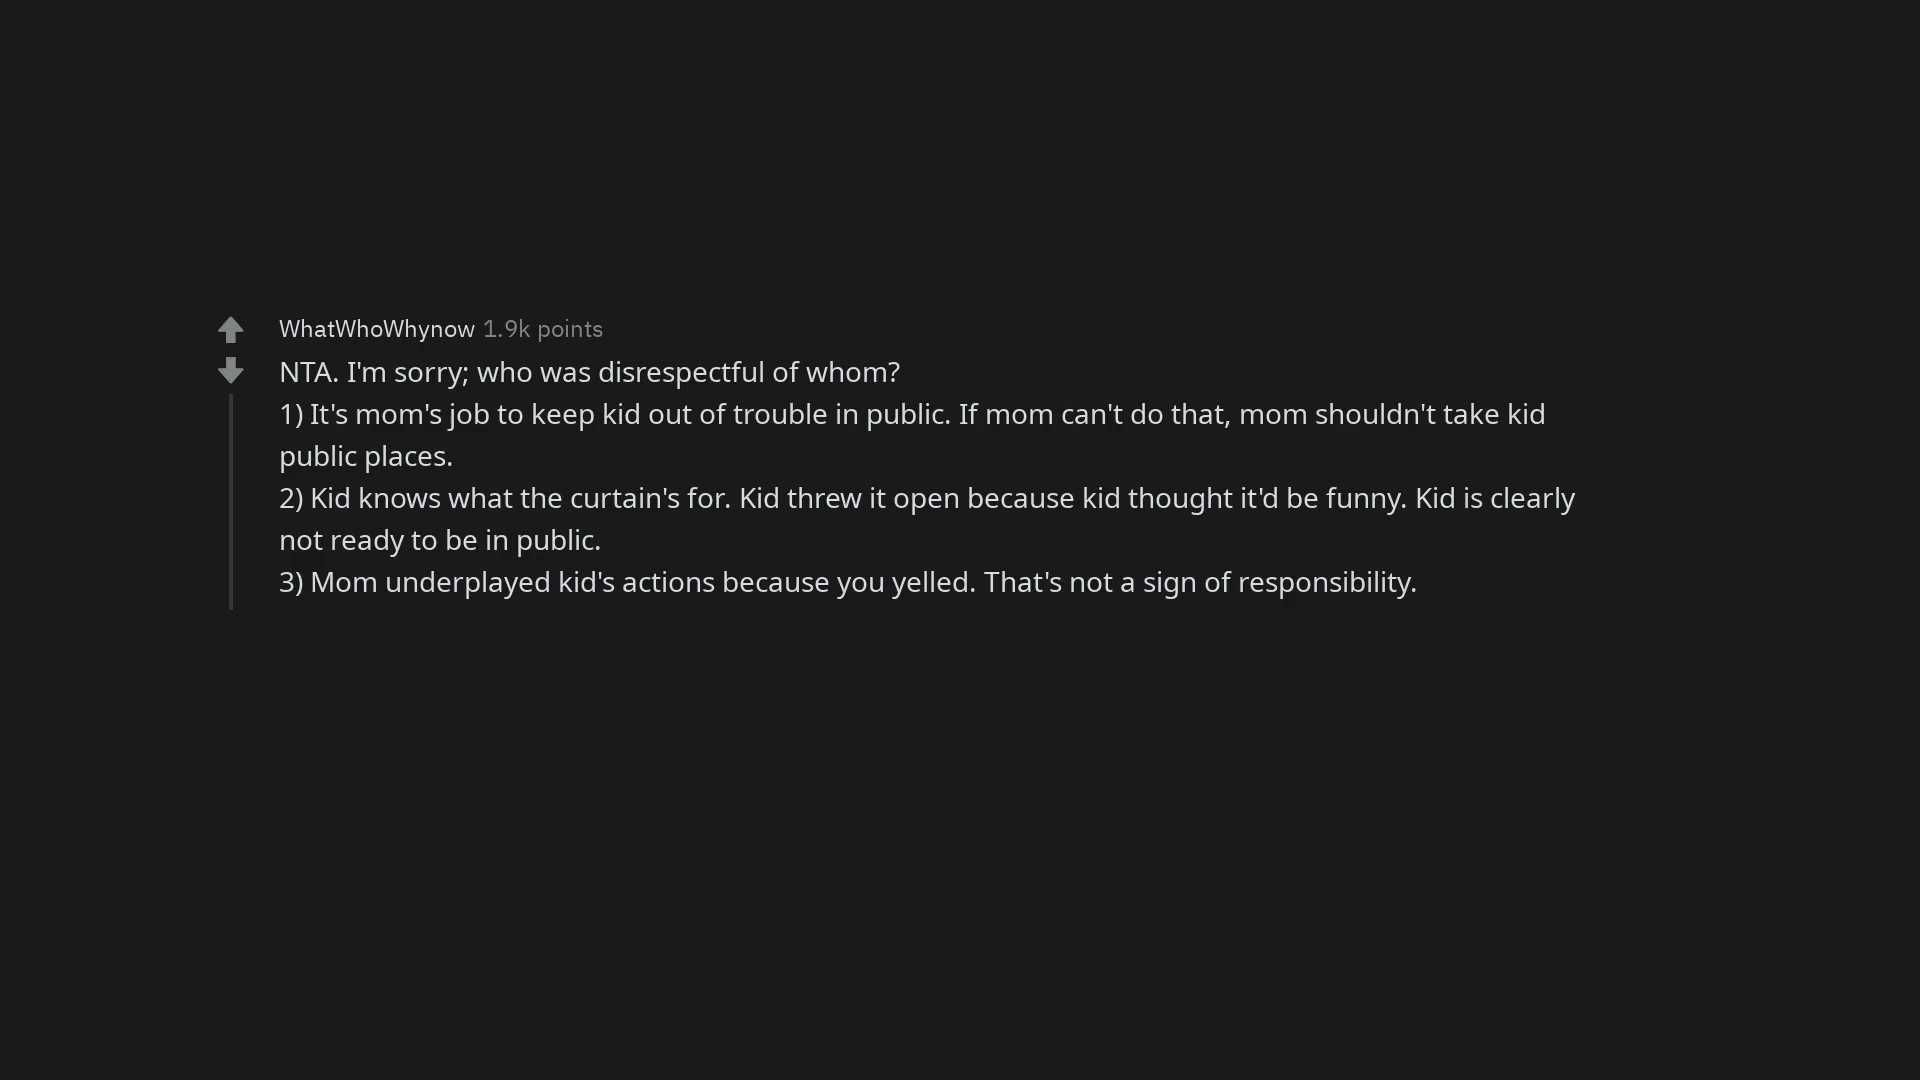 WhatWhoWhynow 1.9k points
NTA. I'm sorry; who was disrespectful of whom?
1) It's mom's job to keep kid out of trouble in public. If mom can't do that, mom shouldn't take kid
public places.
2) Kid knows what the curtain's for. Kid threw it open because kid thought it'd be funny. Kid is clearly
not ready to be in public.
3) Mom underplayed kid's actions because you yelled. That's not a sign of responsibility.